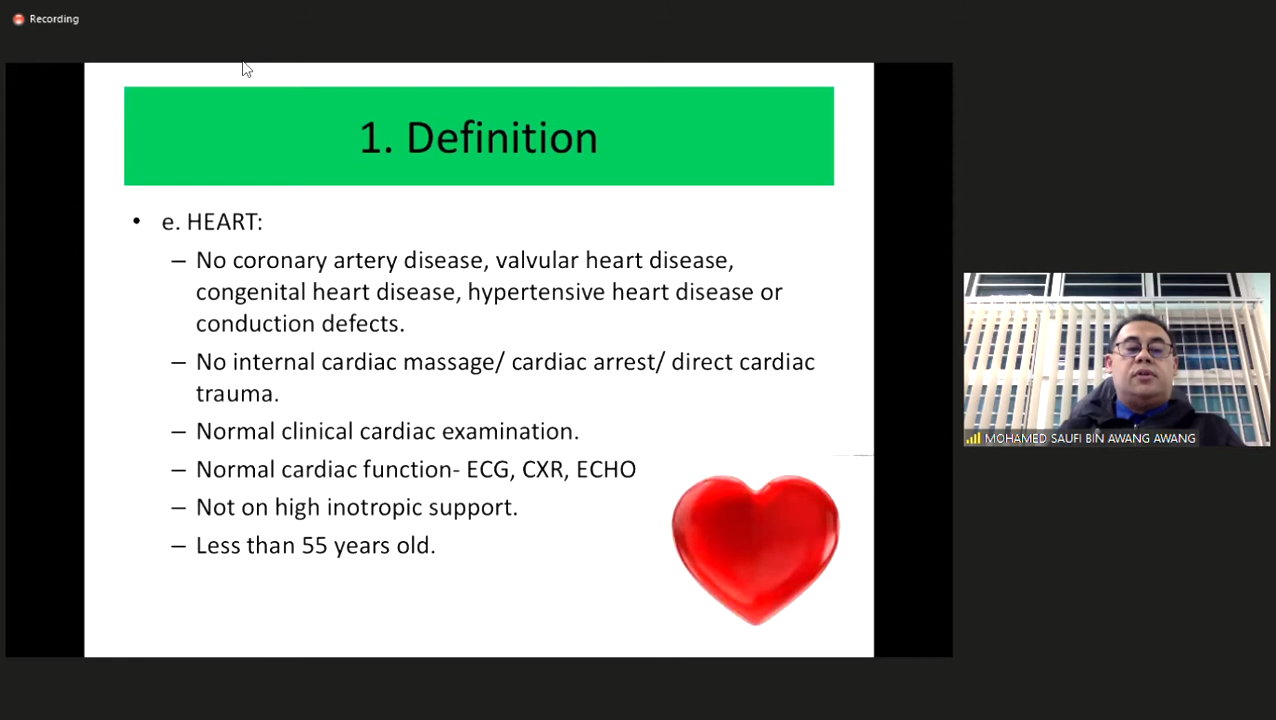 Recording
1. Definition
• e. HEART:
– No coronary artery disease, valvular heart disease,
congenital heart disease, hypertensive heart disease or
conduction defects.
– No internal cardiac massage/ cardiac arrest/ direct cardiac
trauma.
– Normal clinical cardiac examination.
– Normal cardiac function- ECG, CXR, ECHO
– Not on high inotropic support.
– Less than 55 years old.
MOHAMED SAUFI BIN AWANG AWANG